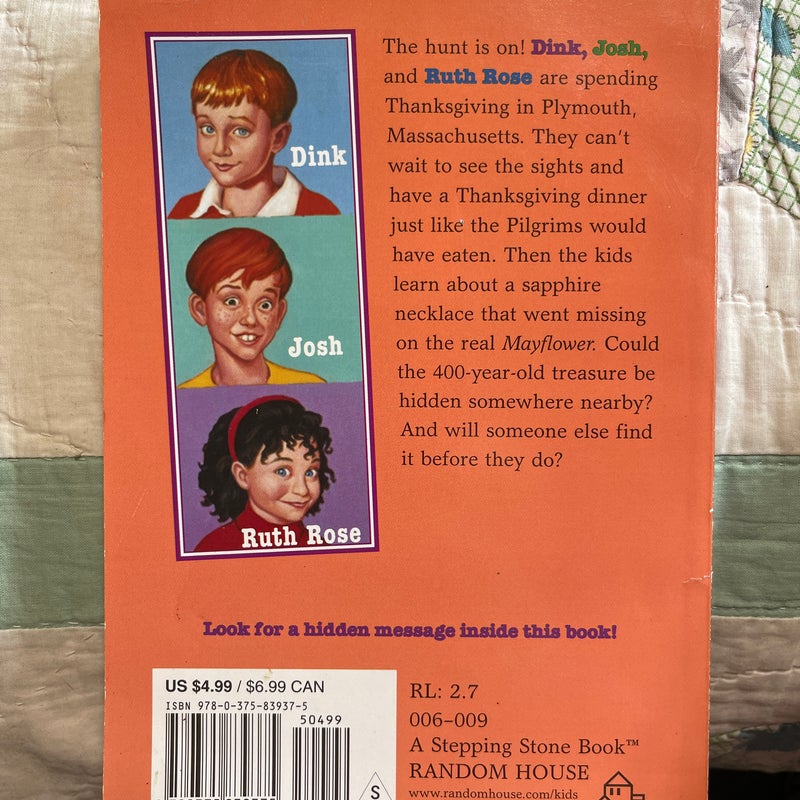 The hunt is on! Dink, Josh,
and Ruth Rose are spending
Thanksgiving in Plymouth,
Massachusetts. They can't
wait to see the sights and
have a Thanksgiving dinner
just like the Pilgrims would
have eaten. Then the kids
learn about a sapphire
necklace that went missing
on the real Mayflower. Could
the 400-year-old treasure be
hidden somewhere nearby?
And will someone else find
it before they do?
Dink
Josh
Ruth Rose
Look for a hidden message inside this book!
US $4.99 / $6.99 CAN
ISBN 978-0-375-83937-5
50499
S
RL: 2.7
006–009
A Stepping Stone Book™
RANDOM HOUSE
www.randomhouse.com/kids